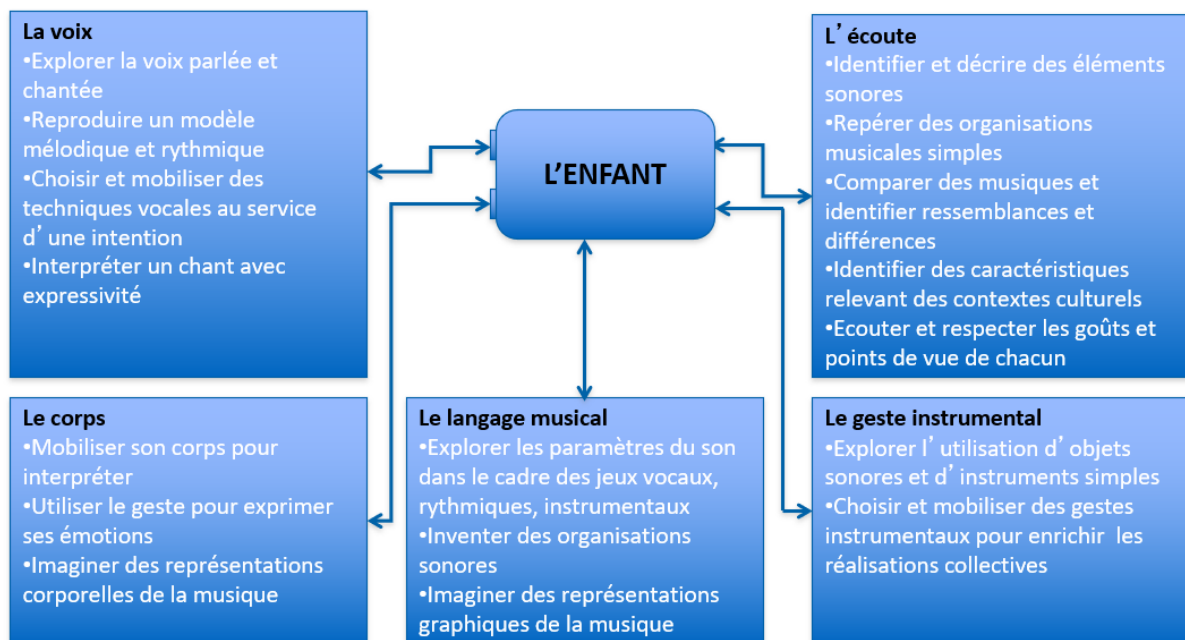 La voix
•Explorer la voix parlée et
chantée
•Reproduire un modèle
mélodique et rythmique
•Choisir et mobiliser des
techniques vocales au service
d’ une intention
•Interpréter un chant avec
expressivité
L’ENFANT
L’ écoute
•Identifier et décrire des éléments
sonores
•Repérer des organisations
musicales simples
•Comparer des musiques et
identifier ressemblances et
différences
•Identifier des caractéristiques
relevant des contextes culturels
•Ecouter et respecter les goûts et
points de vue de chacun
Le corps
•Mobiliser son corps pour
interpréter
•Utiliser le geste pour exprimer
ses émotions
•Imaginer des représentations
corporelles de la musique
Le langage musical
•Explorer les paramètres du son
dans le cadre des jeux vocaux,
rythmiques, instrumentaux
•Inventer des organisations
sonores
•Imaginer des représentations
graphiques de la musique
Le geste instrumental
•Explorer l’ utilisation d’ objets
sonores et d’ instruments simples
•Choisir et mobiliser des gestes
instrumentaux pour enrichir les
réalisations collectives